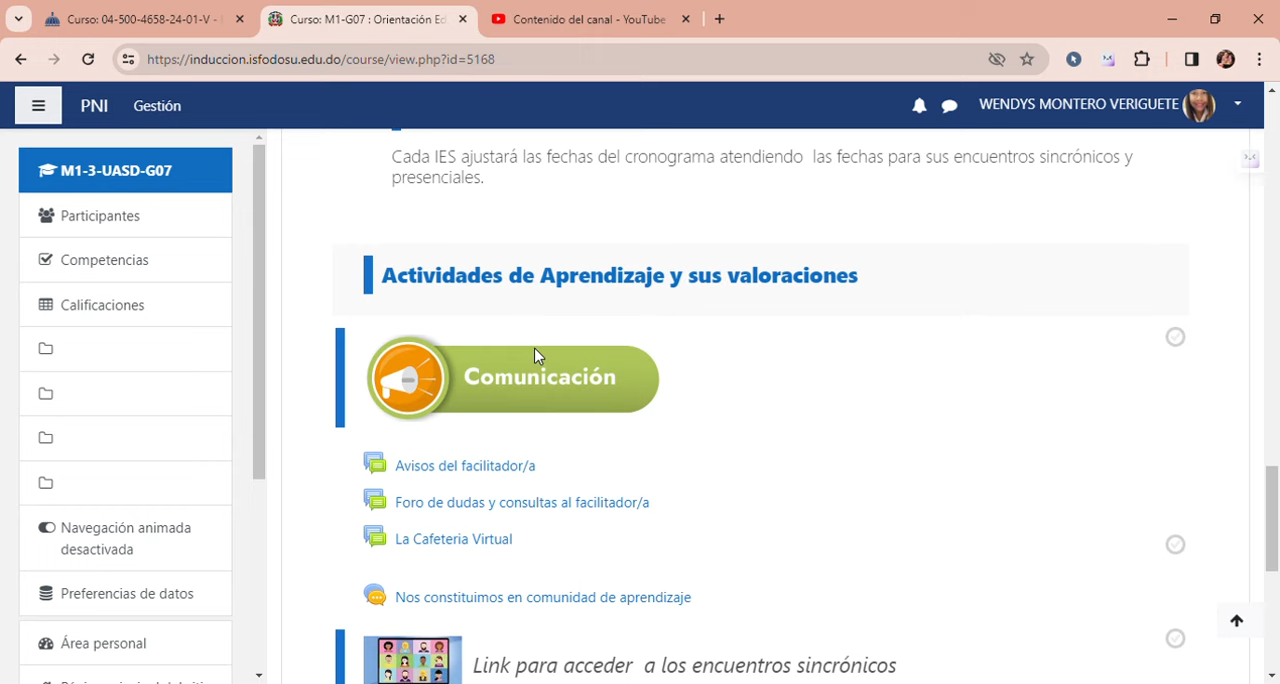 Curso: 04-500-4658-24-01-V -
Curso: M1-G07 : Orientación Ed
Contenido del canal - YouTube
https://induccion.isfodosu.edu.do/course/view.php?id=5168
PNI
Gestión
WENDYS MONTERO VERIGUETE
M1-3-UASD-G07
Participantes
Competencias
Calificaciones
Navegación animada
desactivada
Preferencias de datos
Área personal
Cada IES ajustará las fechas del cronograma atendiendo las fechas para sus encuentros sincrónicos y
presenciales.
Actividades de Aprendizaje y sus valoraciones
Comunicación
Avisos del facilitador/a
Foro de dudas y consultas al facilitador/a
La Cafeteria Virtual
Nos constituimos en comunidad de aprendizaje
Link para acceder a los encuentros sincrónicos